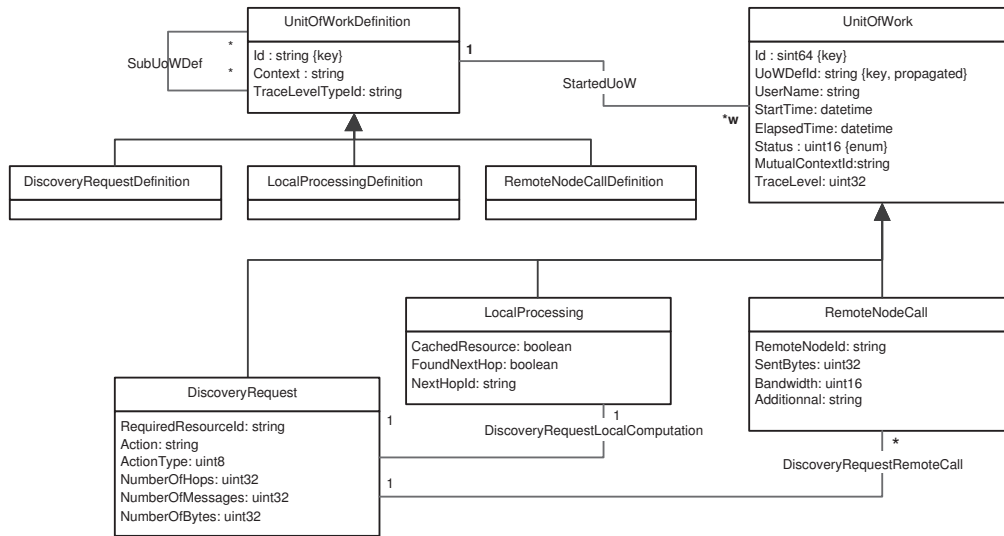 UnitOfWorkDefinition
Id : string {key}
Context : string
TraceLevelTypeId: string
*
SubUoWDef
*
1
StartedUoW
*w
UnitOfWork
Id : sint64 {key}
UoWDefId: string {key, propagated}
UserName: string
StartTime: datetime
ElapsedTime: datetime
Status : uint16 {enum}
MutualContextId:string
TraceLevel: uint32
DiscoveryRequestDefinition
LocalProcessingDefinition
RemoteNodeCallDefinition
LocalProcessing
CachedResource: boolean
FoundNextHop: boolean
NextHopId: string
RemoteNodeCall
RemoteNodeId: string
SentBytes: uint32
Bandwidth: uint16
Additionnal: string
DiscoveryRequest
RequiredResourceId: string
Action: string
ActionType: uint8
NumberOfHops: uint32
NumberOfMessages: uint32
NumberOfBytes: uint32
1
1
DiscoveryRequestLocalComputation
1
*
DiscoveryRequestRemoteCall